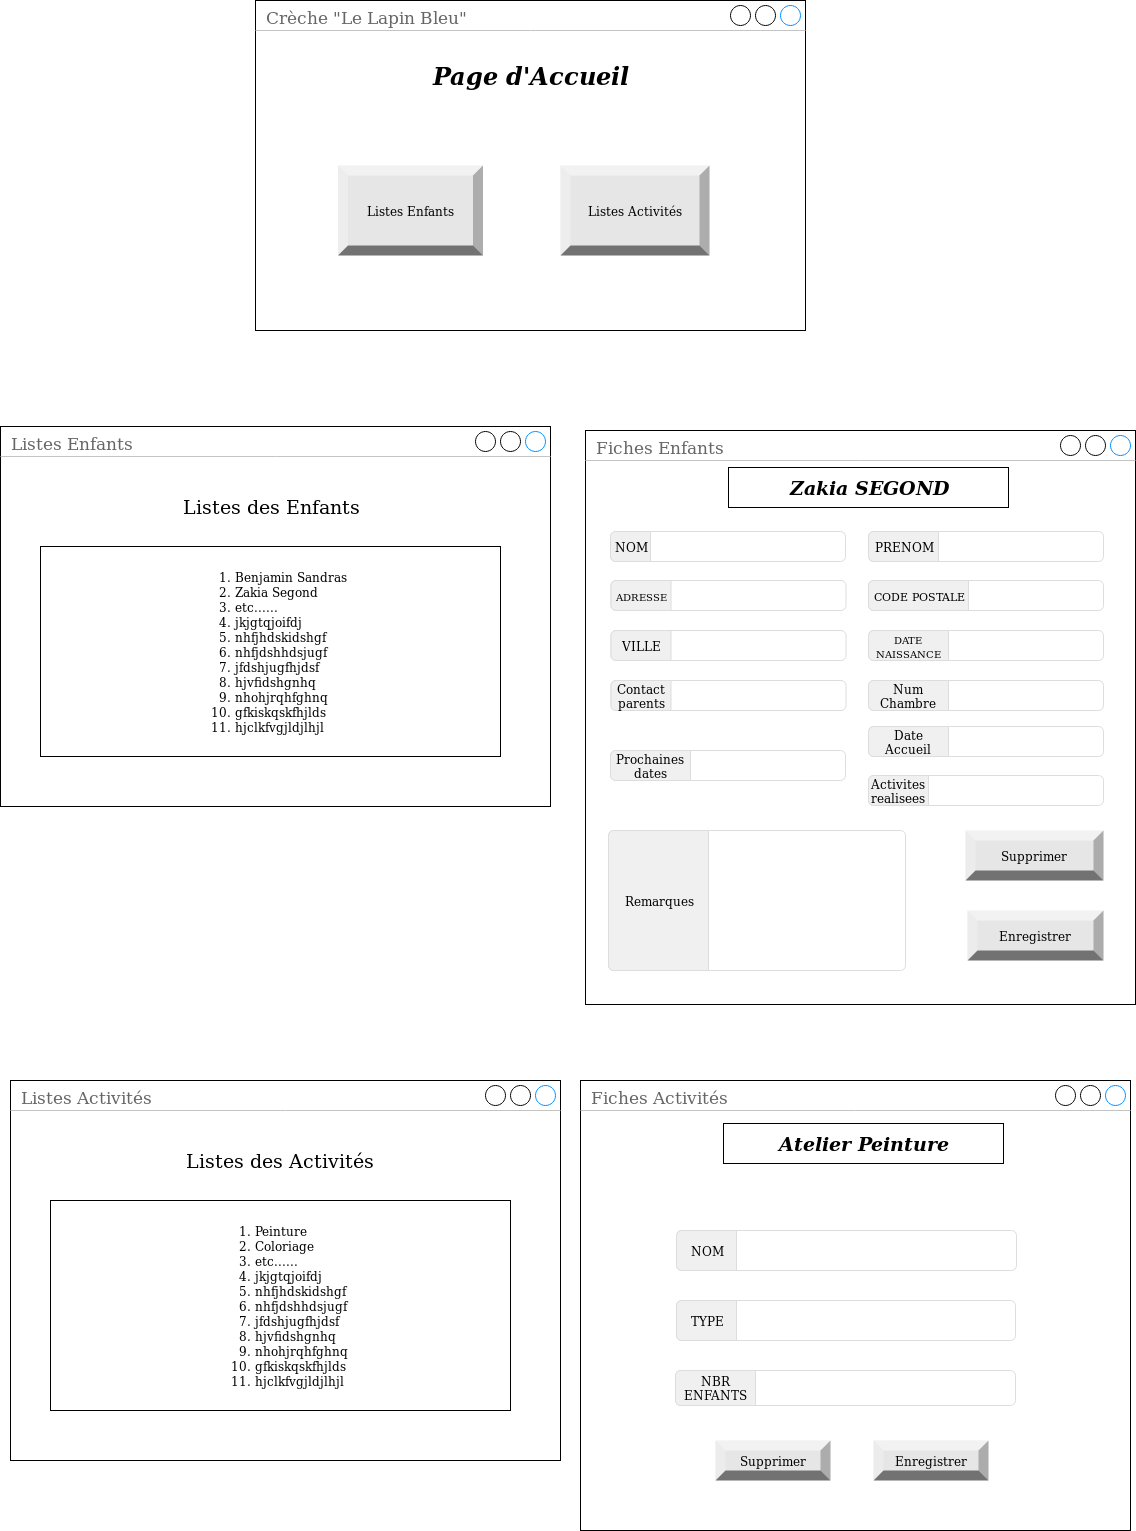 Crèche "Le Lapin Bleu"
Page d'Accueil
Listes Enfants
Listes Activités
Listes Enfants
Listes des Enfants
1. Benjamin Sandras
2. Zakia Segond
3. etc......
4. jkjgtqjoifdj
5. nhfjhdskidshgf
6. nhfjdshhdsjugf
7. jfdshjugfhjdsf
8. hjvfidshgnhq
9. nhohjrqhfghnq
10. gfkiskqskfhjlds
11. hjclkfvgjldjlhjl
Fiches Enfants
Zakia SEGOND
NOM
PRENOM
ADRESSE
CODE POSTALE
VILLE
DATE
NAISSANCE
Contact
parents
Num
Chambre
Date
Accueil
Prochaines
dates
Activites
realisees
Remarques
Supprimer
Enregistrer
Listes Activités
Listes des Activités
1. Peinture
2. Coloriage
3. etc......
4. jkjgtqjoifdj
5. nhfjhdskidshgf
6. nhfjdshhdsjugf
7. jfdshjugfhjdsf
8. hjvfidshgnhq
9. nhohjrqhfghnq
10. gfkiskqskfhjlds
11. hjclkfvgjldjlhjl
Fiches Activités
Atelier Peinture
NOM
TYPE
NBR
ENFANTS
Supprimer
Enregistrer